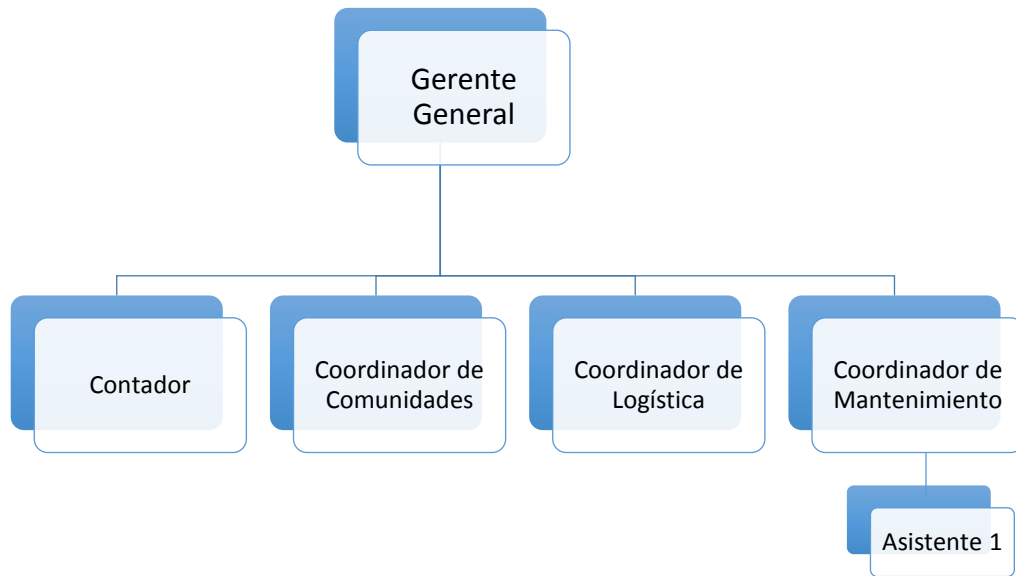 Gerente
General
Contador
Coordinador de
Comunidades
Coordinador de
Logística
Coordinador de
Mantenimiento
Asistente 1